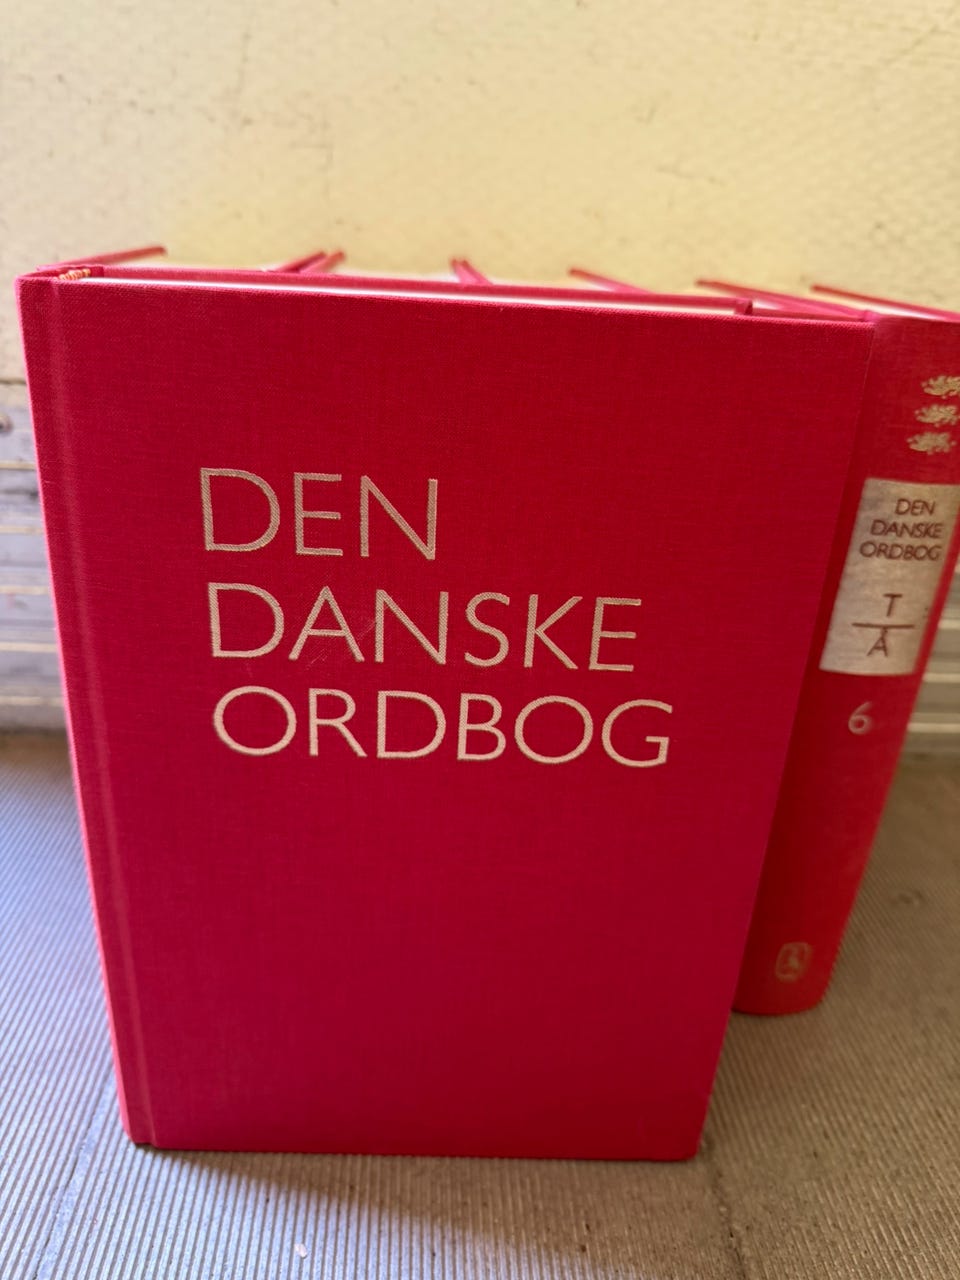 DEN
DANSKE
ORDBOG
DEN
DANSKE
ORDBOG
T
Å
6